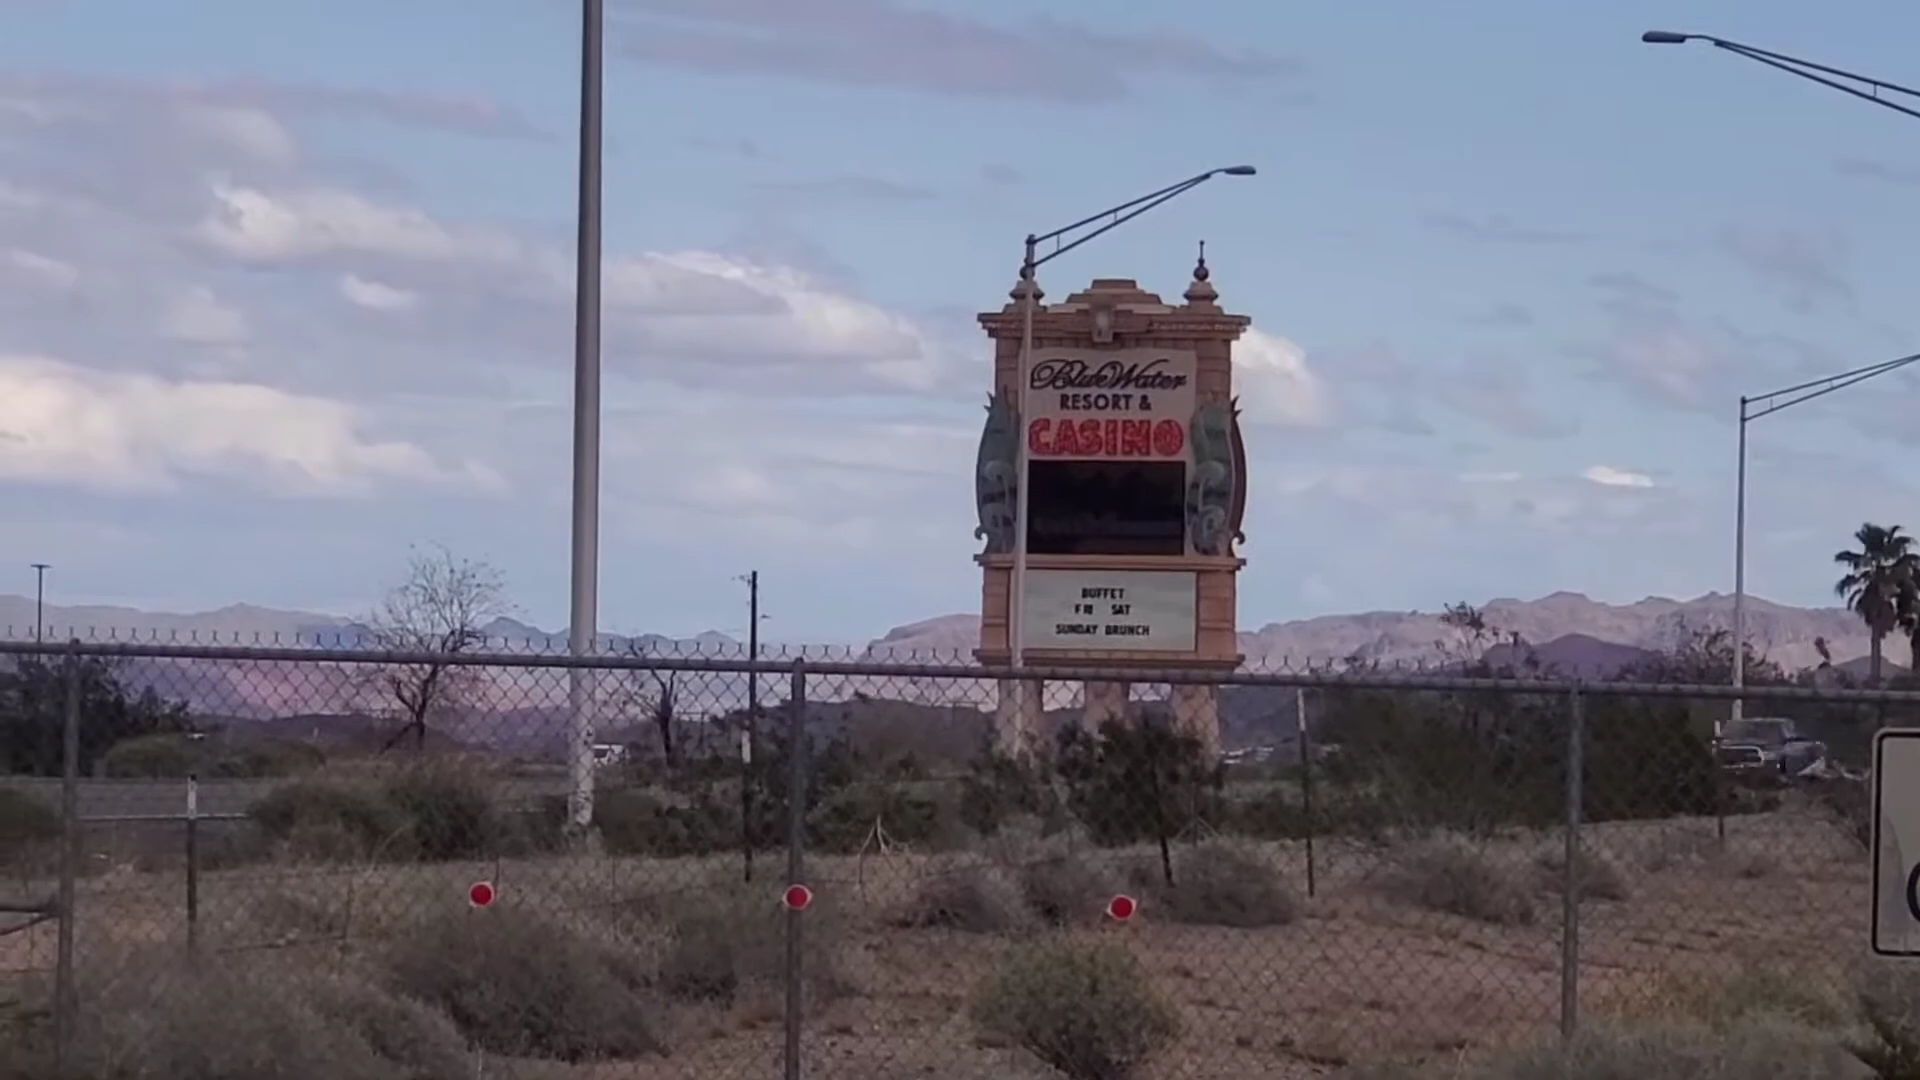 BlueWater
RESORT &
CASINO
BUFFET
FRI SAT
SUNDAY BRUNCH